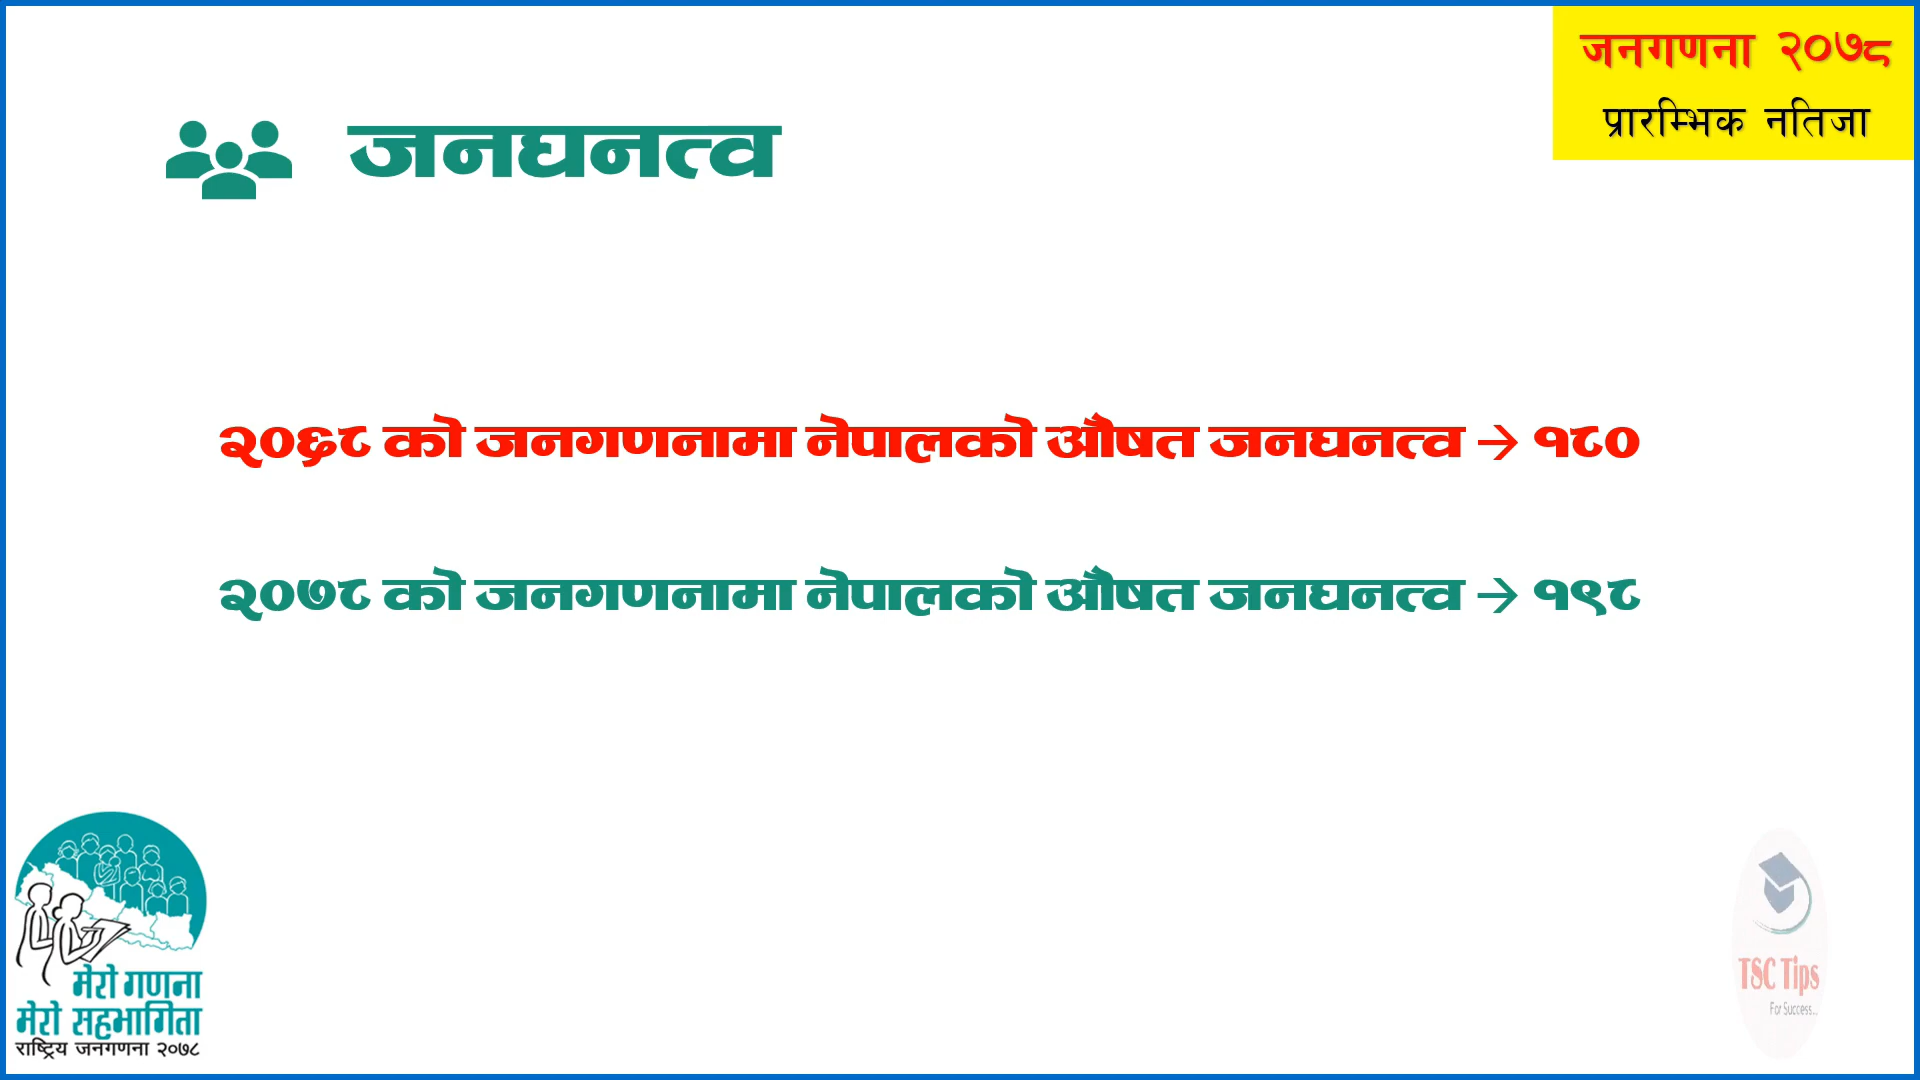 जनगणना २०७८
प्रारम्भिक नतिजा
जनघनत्व
२०६८ को जनगणनामा नेपालको औषत जनघनत्व → १८०
२०७८ को जनगणनामा नेपालको औषत जनघनत्व → १९८
मेरो गणना
मेरो सहभागिता
राष्ट्रिय जनगणना २०७८
TSC Tips
For Success...